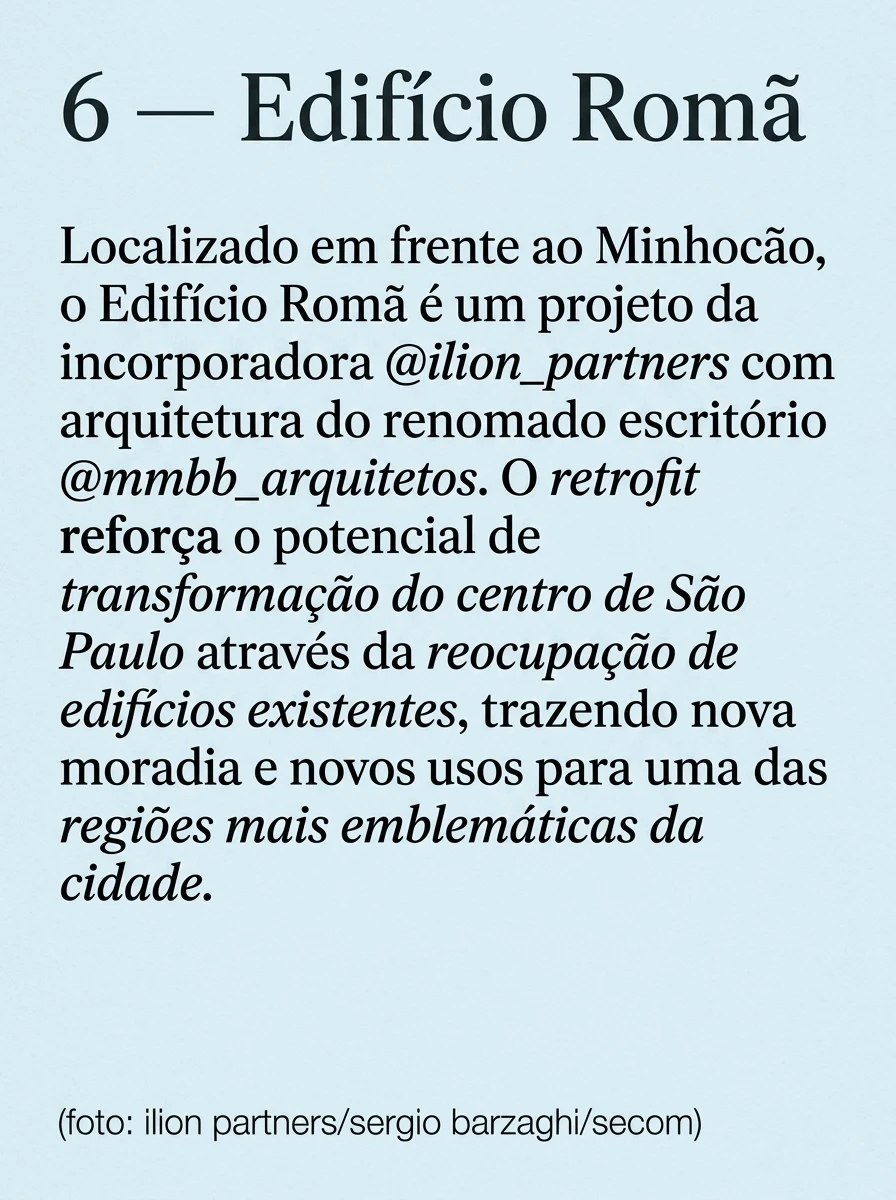 6 — Edifício Romã
Localizado em frente ao Minhocão,
o Edifício Romã é um projeto da
incorporadora @ilion_partners com
arquitetura do renomado escritório
@mmbb_arquitetos. O retrofit
reforça o potencial de
transformação do centro de São
Paulo através da reocupação de
edifícios existentes, trazendo nova
moradia e novos usos para uma das
regiões mais emblemáticas da
cidade.
(foto: ilion partners/sergio barzaghi/secom)